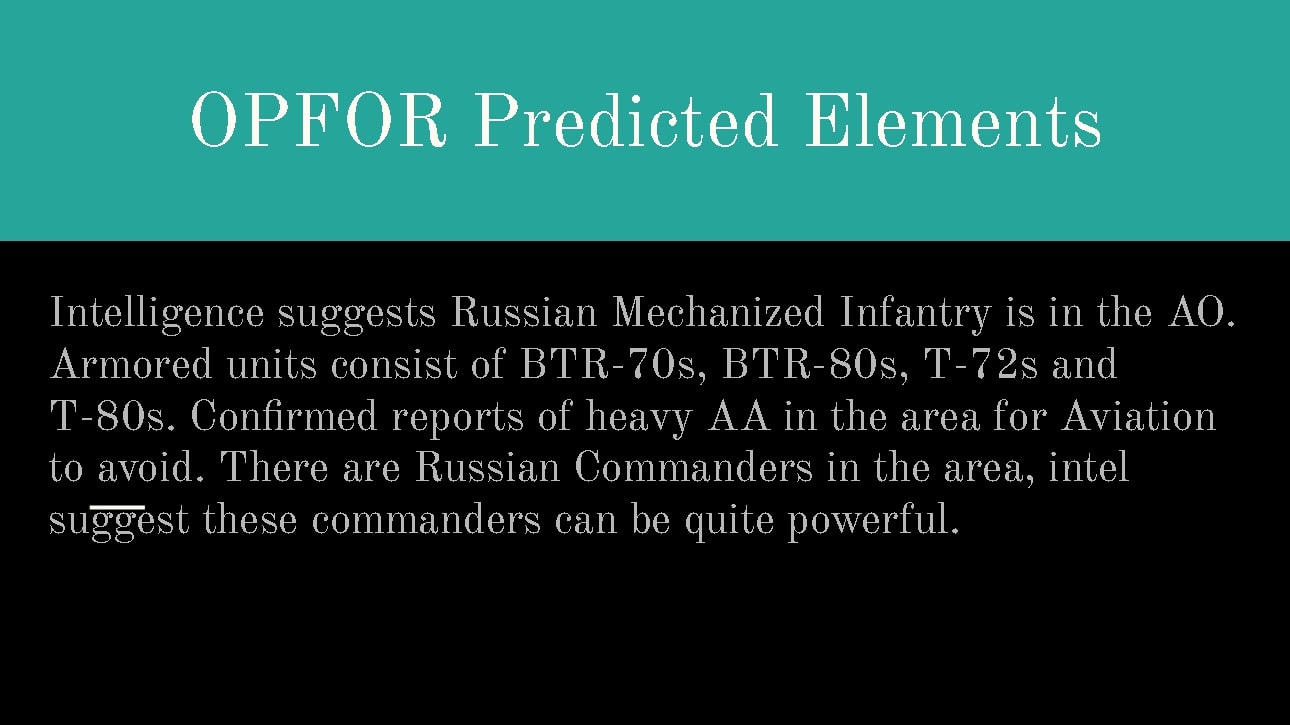 OPFOR Predicted Elements
Intelligence suggests Russian Mechanized Infantry is in the AO.
Armored units consist of BTR-70s, BTR-80s, T-72s and
T-80s. Confirmed reports of heavy AA in the area for Aviation
to avoid. There are Russian Commanders in the area, intel
suggest these commanders can be quite powerful.